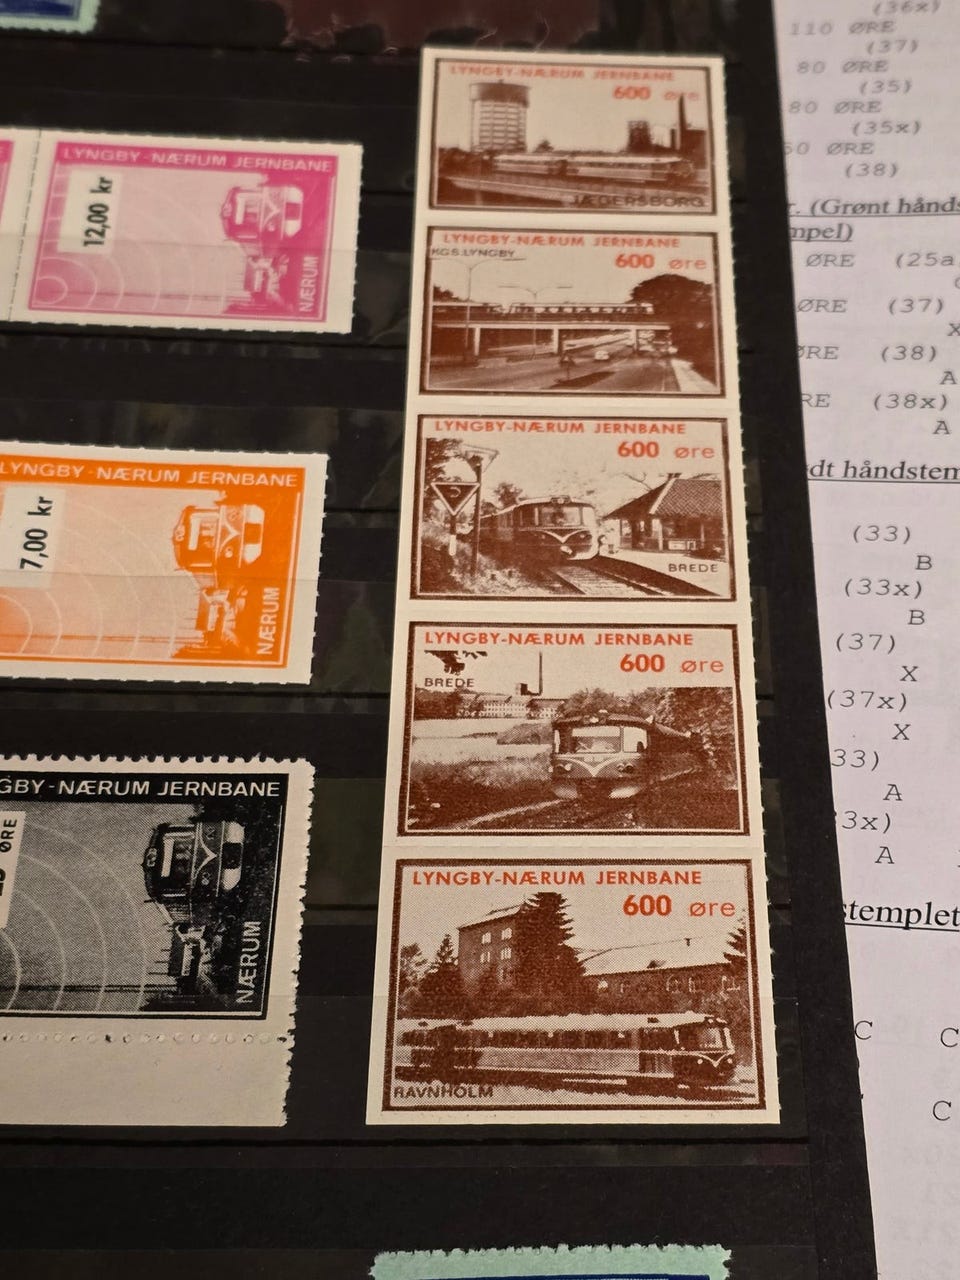 LYNGBY-NÆRUM JERNBANE
12,00 kr
NÆRUM
LYNGBY-NÆRUM JERNBANE
7,00 kr
NÆRUM
GBY-NÆRUM JERNBANE
ØRE
NÆRUM
LYNGBY-NÆRUM JERNBANE
600 øre
JÆGERSBORG
LYNGBY-NÆRUM JERNBANE
KGS.LYNGBY
600 øre
LYNGBY-NÆRUM JERNBANE
600 øre
BREDE
LYNGBY-NÆRUM JERNBANE
600 øre
BREDE
LYNGBY-NÆRUM JERNBANE
600 øre
RAVNHOLM
(36x)
110 ØRE
(37)
80 ØRE
(35)
80 ØRE
(35x)
50 ØRE
(38)
r. (Grønt hånds
mpel)
ØRE (25a
ØRE (37)
X
ØRE (38)
A
RE (38x)
A
dt håndstem
(33)
B
(33x)
B
(37)
X
(37x)
X
33)
A
3x)
A
stemplet
C C
C